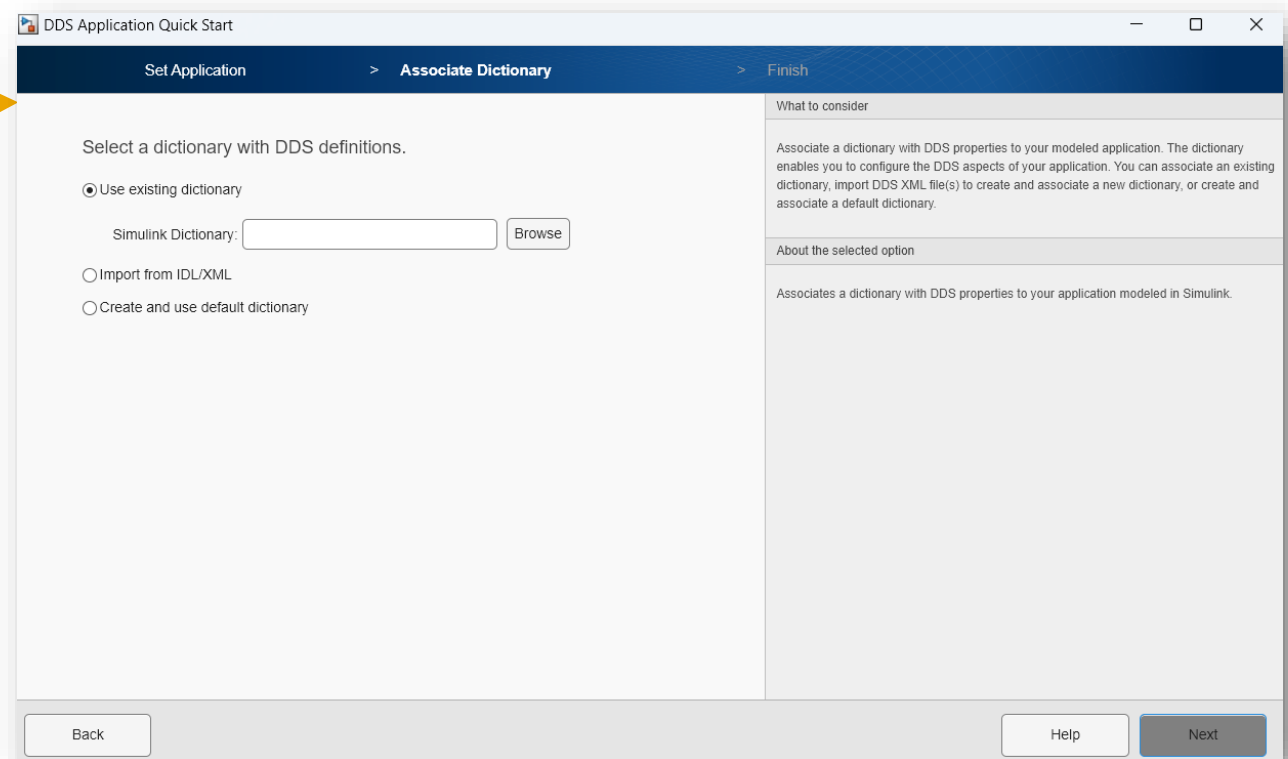 DDS Application Quick Start
Set Application > Associate Dictionary > Finish
Select a dictionary with DDS definitions.
Use existing dictionary
Simulink Dictionary: Browse
Import from IDL/XML
Create and use default dictionary
What to consider
Associate a dictionary with DDS properties to your modeled application. The dictionary
enables you to configure the DDS aspects of your application. You can associate an existing
dictionary, import DDS XML file(s) to create and associate a new dictionary, or create and
associate a default dictionary.
About the selected option
Associates a dictionary with DDS properties to your application modeled in Simulink.
Back Help Next